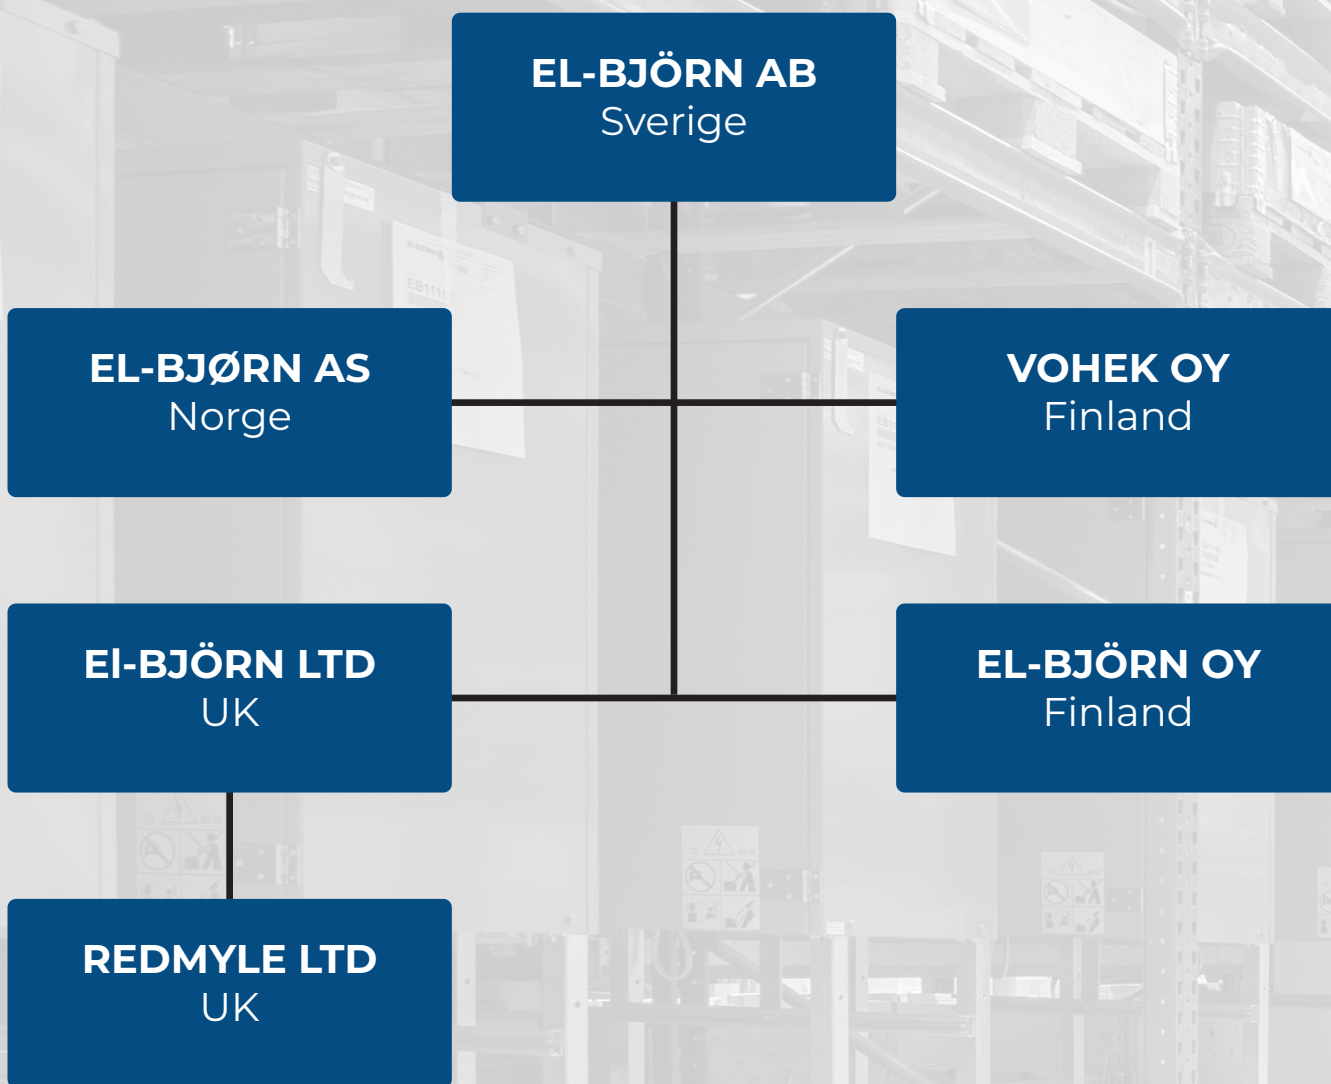 EL-BJÖRN AB
Sverige
EL-BJØRN AS
Norge
VOHEK OY
Finland
El-BJÖRN LTD
UK
EL-BJÖRN OY
Finland
REDMYLE LTD
UK